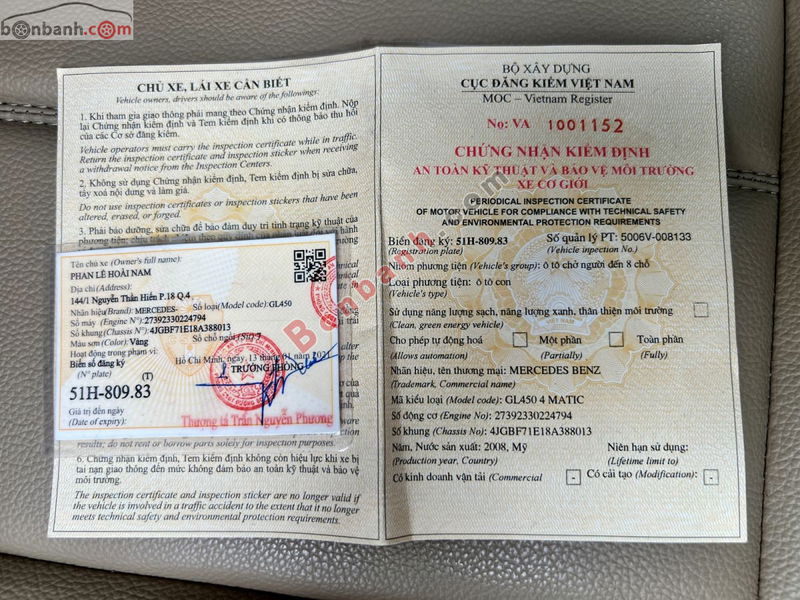 bonbanh.com
CHỦ XE, LÁI XE CẦN BIẾT
Vehicle owners, drivers should be aware of the followings:
1. Khi tham gia giao thông phải mang theo Chứng nhận kiểm định. Nộp
lại Chứng nhận kiểm định và Tem kiểm định khi có thông báo thu hồi
của các Cơ sở đăng kiểm.
Vehicle operators must carry the inspection certificate while in traffic.
Return the inspection certificate and inspection sticker when receiving
a withdrawal notice from the Inspection Centers.
2. Không sử dụng Chứng nhận kiểm định, Tem kiểm định bị sửa chữa,
tẩy xoá nội dung và làm giả.
Do not use inspection certificates or inspection stickers that have been
altered, erased, or forged.
3. Phải bảo dưỡng, sửa chữa để bảo đảm duy trì tình trạng kỹ thuật của
Tên chủ xe (Owner's full name):
PHAN LÊ HOÀI NAM
Địa chỉ (Address):
144/1 Nguyễn Thần Hiến P.18 Q.4
Nhãn hiệu(Brand): MERCEDES- Số loại(Model code): GL450
Số máy (Engine N°): 27392330224794
Số khung (Chassis N°): 4JGBF71E18A388013
Màu sơn (Color): Vàng
Số chỗ ngồi(Sit): 7
Hoạt động trong phạm vi:
Hồ Chí Minh, ngày 13 01
Biển số đăng ký
(N° plate) (T)
TRƯỞNG PHÒNG
51H-809.83
Giá trị đến ngày
(Date of expiry):
Thượng tá Trần Nguyễn Phương
results; do not rent or borrow parts solely for inspection purposes.
6. Chứng nhận kiểm định, Tem kiểm định không còn hiệu lực khi xe bị
tai nạn giao thông đến mức không đảm bảo an toàn kỹ thuật và bảo vệ
môi trường.
The inspection certificate and inspection sticker are no longer valid if
the vehicle is involved in a traffic accident to the extent that it no longer
meets technical safety and environmental protection requirements.
BỘ XÂY DỰNG
CỤC ĐĂNG KIỂM VIỆT NAM
MOC – Vietnam Register
No: VA 1001152
CHỨNG NHẬN KIỂM ĐỊNH
AN TOÀN KỸ THUẬT VÀ BẢO VỆ MÔI TRƯỜNG
XE CƠ GIỚI
PERIODICAL INSPECTION CERTIFICATE
OF MOTOR VEHICLE FOR COMPLIANCE WITH TECHNICAL SAFETY
AND ENVIRONMENTAL PROTECTION REQUIREMENTS
Biển đăng ký: 51H-809.83 Số quản lý PT: 5006V-008133
(Registration plate) (Vehicle inspection No)
Nhóm phương tiện (Vehicle's group): ô tô chở người đến 8 chỗ
Loại phương tiện: ô tô con
(Vehicle's type)
Sử dụng năng lượng sạch, năng lượng xanh, thân thiện môi trường
(Clean, green energy vehicle)
Cho phép tự động hoá Một phần Toàn phần
(Allows automation) (Partially) (Fully)
Nhãn hiệu, tên thương mại: MERCEDES BENZ
(Trademark, Commercial name)
Mã kiểu loại (Model code): GL450 4 MATIC
Số động cơ (Engine No): 27392330224794
Số khung (Chassis No): 4JGBF71E18A388013
Năm, Nước sản xuất: 2008, Mỹ Niên hạn sử dụng:
(Production year, Country) (Lifetime limit to)
Có kinh doanh vận tải (Commercial - Có cải tạo (Modification): -
Bonbanh.com